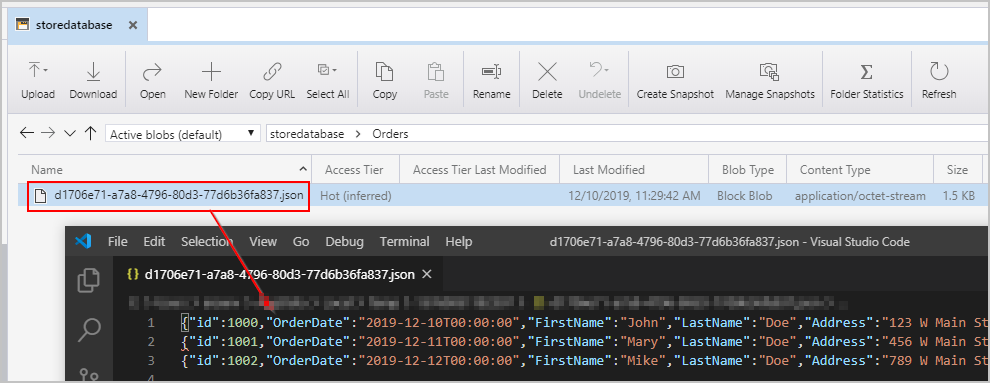 storedatabase
Upload Download Open New Folder Copy URL Select All Copy Paste Rename Delete Undelete Create Snapshot Manage Snapshots Folder Statistics Refresh
Active blobs (default) storedatabase > Orders
Name Access Tier Access Tier Last Modified Last Modified Blob Type Content Type Size
d1706e71-a7a8-4796-80d3-77d6b36fa837.json Hot (inferred) 12/10/2019, 11:29:42 AM Block Blob application/octet-stream 1.5 KB
File Edit Selection View Go Debug Terminal Help d1706e71-a7a8-4796-80d3-77d6b36fa837.json - Visual Studio Code
{} d1706e71-a7a8-4796-80d3-77d6b36fa837.json
1 {"id":1000,"OrderDate":"2019-12-10T00:00:00","FirstName":"John","LastName":"Doe","Address":"123 W Main St
2 {"id":1001,"OrderDate":"2019-12-11T00:00:00","FirstName":"Mary","LastName":"Doe","Address":"456 W Main St
3 {"id":1002,"OrderDate":"2019-12-12T00:00:00","FirstName":"Mike","LastName":"Doe","Address":"789 W Main St
4